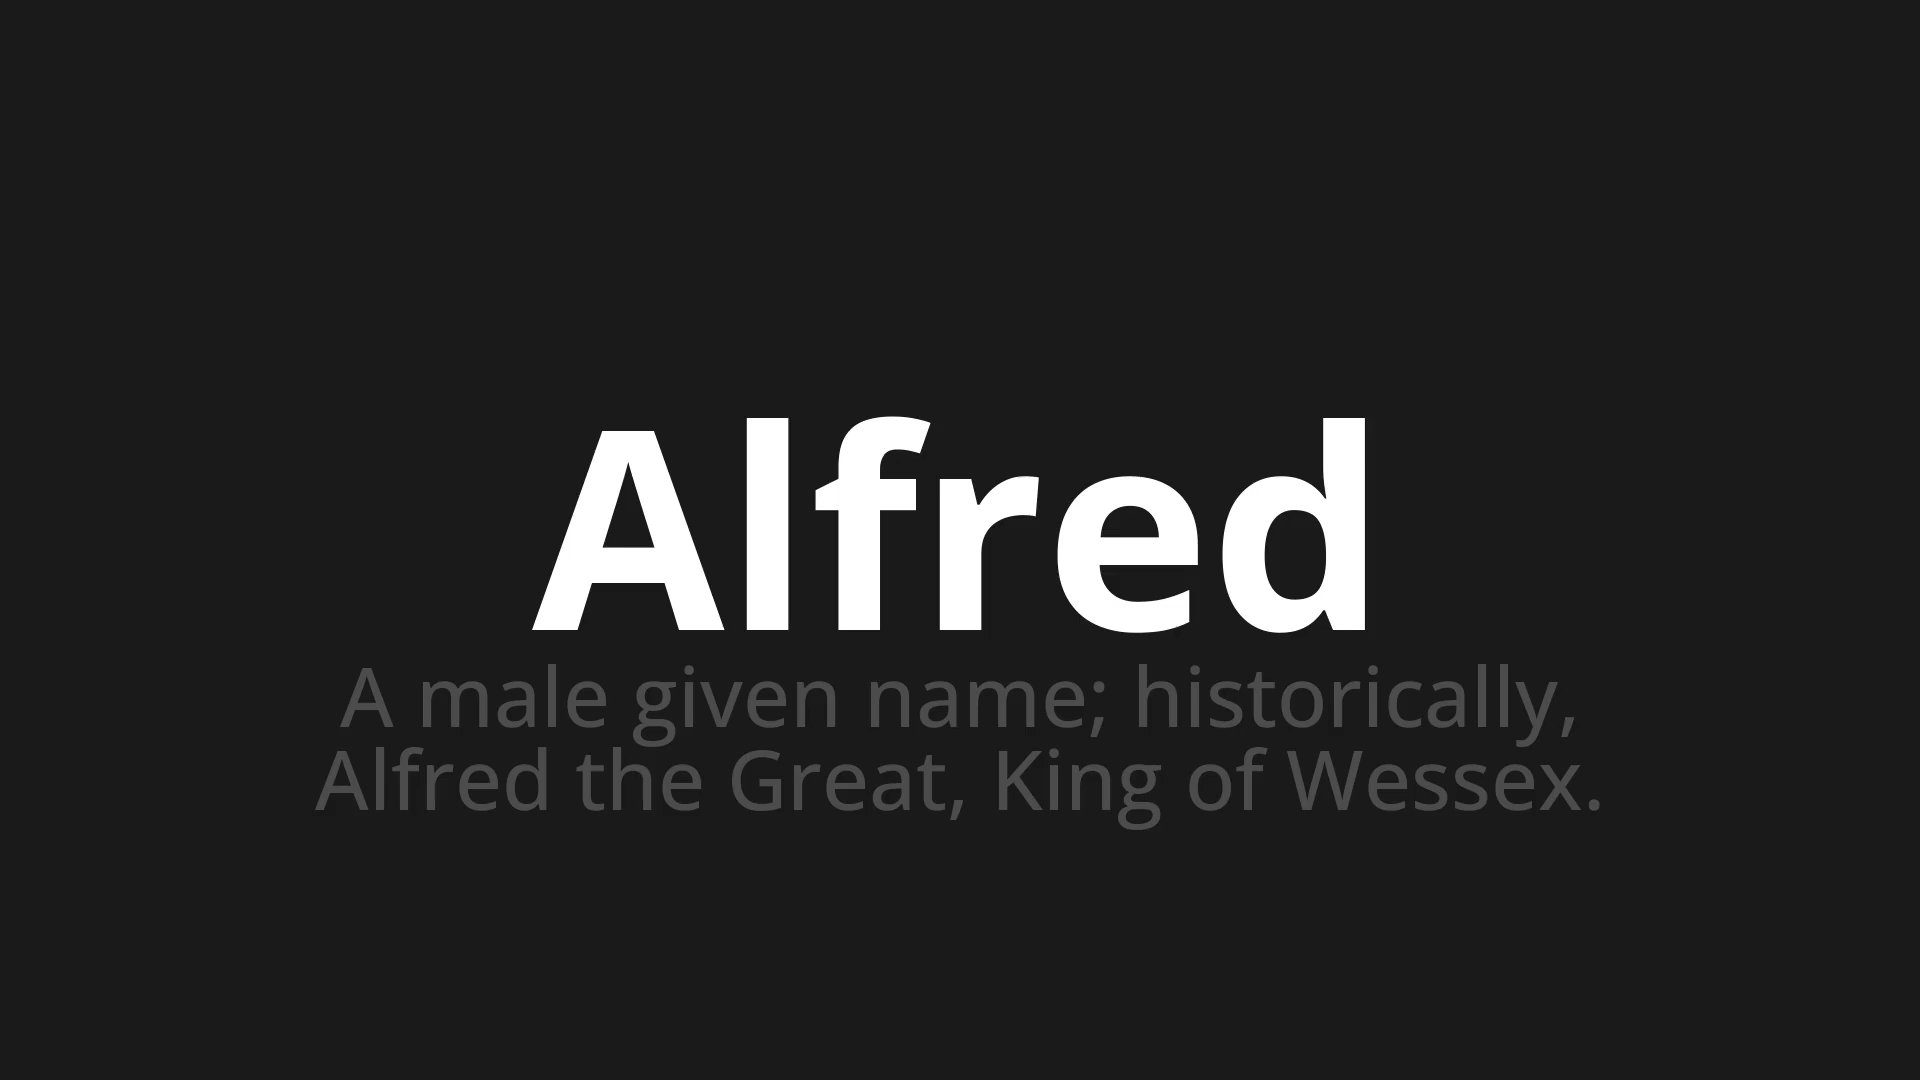 Alfred
A male given name; historically,
Alfred the Great, King of Wessex.